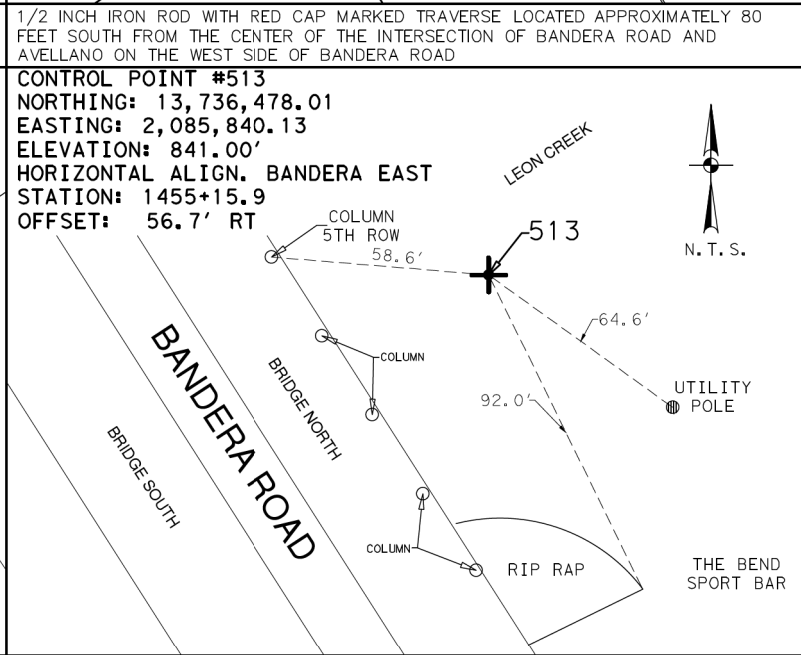 1/2 INCH IRON ROD WITH RED CAP MARKED TRAVERSE LOCATED APPROXIMATELY 80
FEET SOUTH FROM THE CENTER OF THE INTERSECTION OF BANDERA ROAD AND
AVELLANO ON THE WEST SIDE OF BANDERA ROAD
CONTROL POINT #513
NORTHING: 13,736,478.01
EASTING: 2,085,840.13
ELEVATION: 841.00'
HORIZONTAL ALIGN. BANDERA EAST
STATION: 1455+15.9
OFFSET: 56.7' RT
LEON CREEK
N.T.S.
COLUMN
5TH ROW
58.6'
513
64.6'
COLUMN
UTILITY
POLE
92.0'
BRIDGE NORTH
BANDERA ROAD
BRIDGE SOUTH
COLUMN
RIP RAP
THE BEND
SPORT BAR